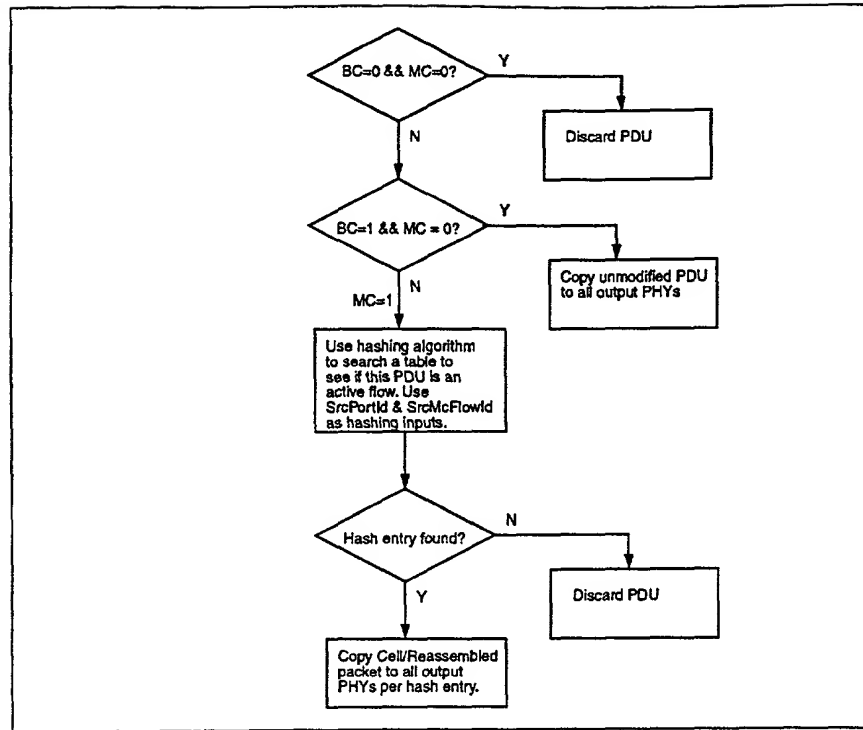 BC=0 && MC=0?
Y
Discard PDU
N
BC=1 && MC = 0?
Y
Copy unmodified PDU
to all output PHYs
N
MC=1
Use hashing algorithm
to search a table to
see if this PDU is an
active flow. Use
SrcPortId & SrcMcFlowId
as hashing inputs.
Hash entry found?
N
Discard PDU
Y
Copy Cell/Reassembled
packet to all output
PHYs per hash entry.